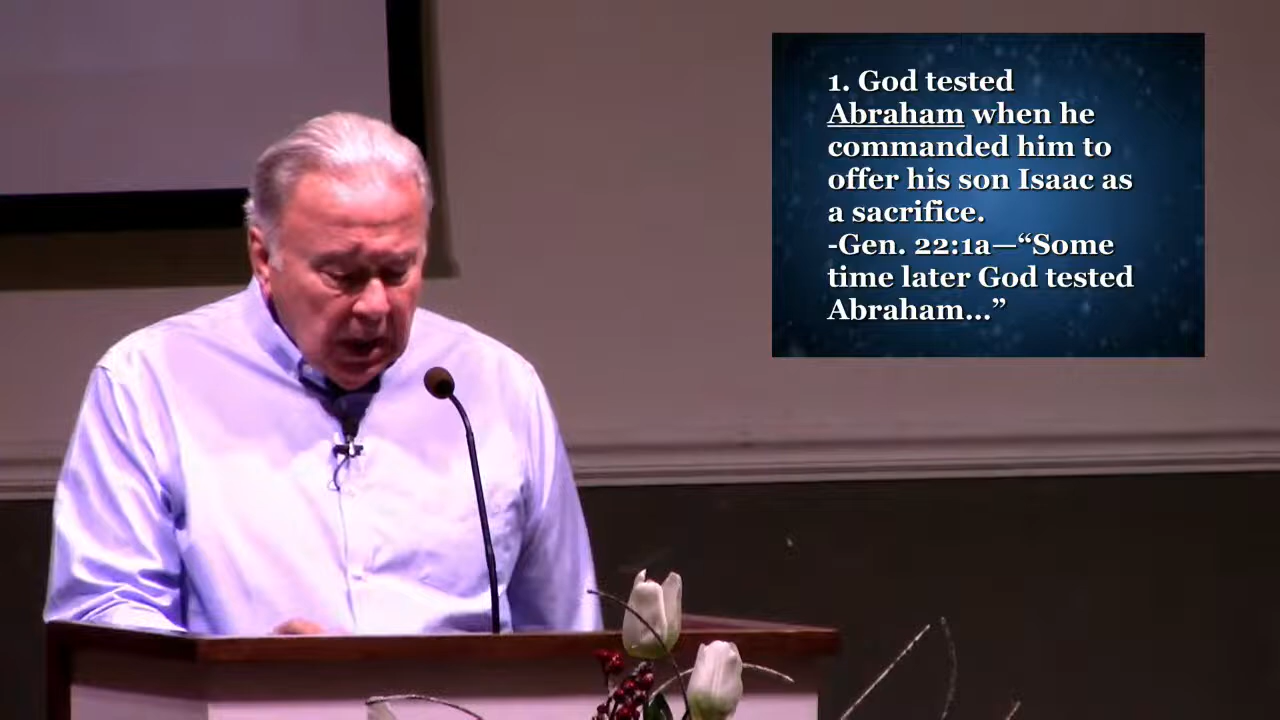 1. God tested
Abraham when he
commanded him to
offer his son Isaac as
a sacrifice.
-Gen. 22:1a—“Some
time later God tested
Abraham...”